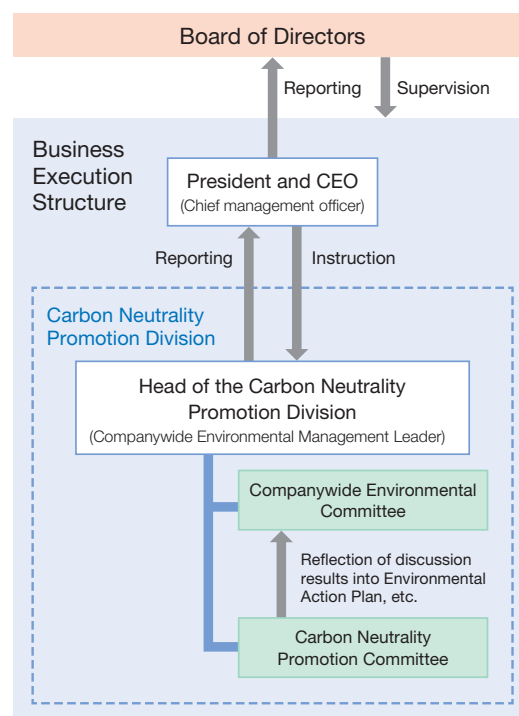 Board of Directors
Reporting
Supervision
Business
Execution
Structure
President and CEO
(Chief management officer)
Reporting
Instruction
Carbon Neutrality
Promotion Division
Head of the Carbon Neutrality
Promotion Division
(Companywide Environmental Management Leader)
Companywide Environmental
Committee
Reflection of discussion
results into Environmental
Action Plan, etc.
Carbon Neutrality
Promotion Committee